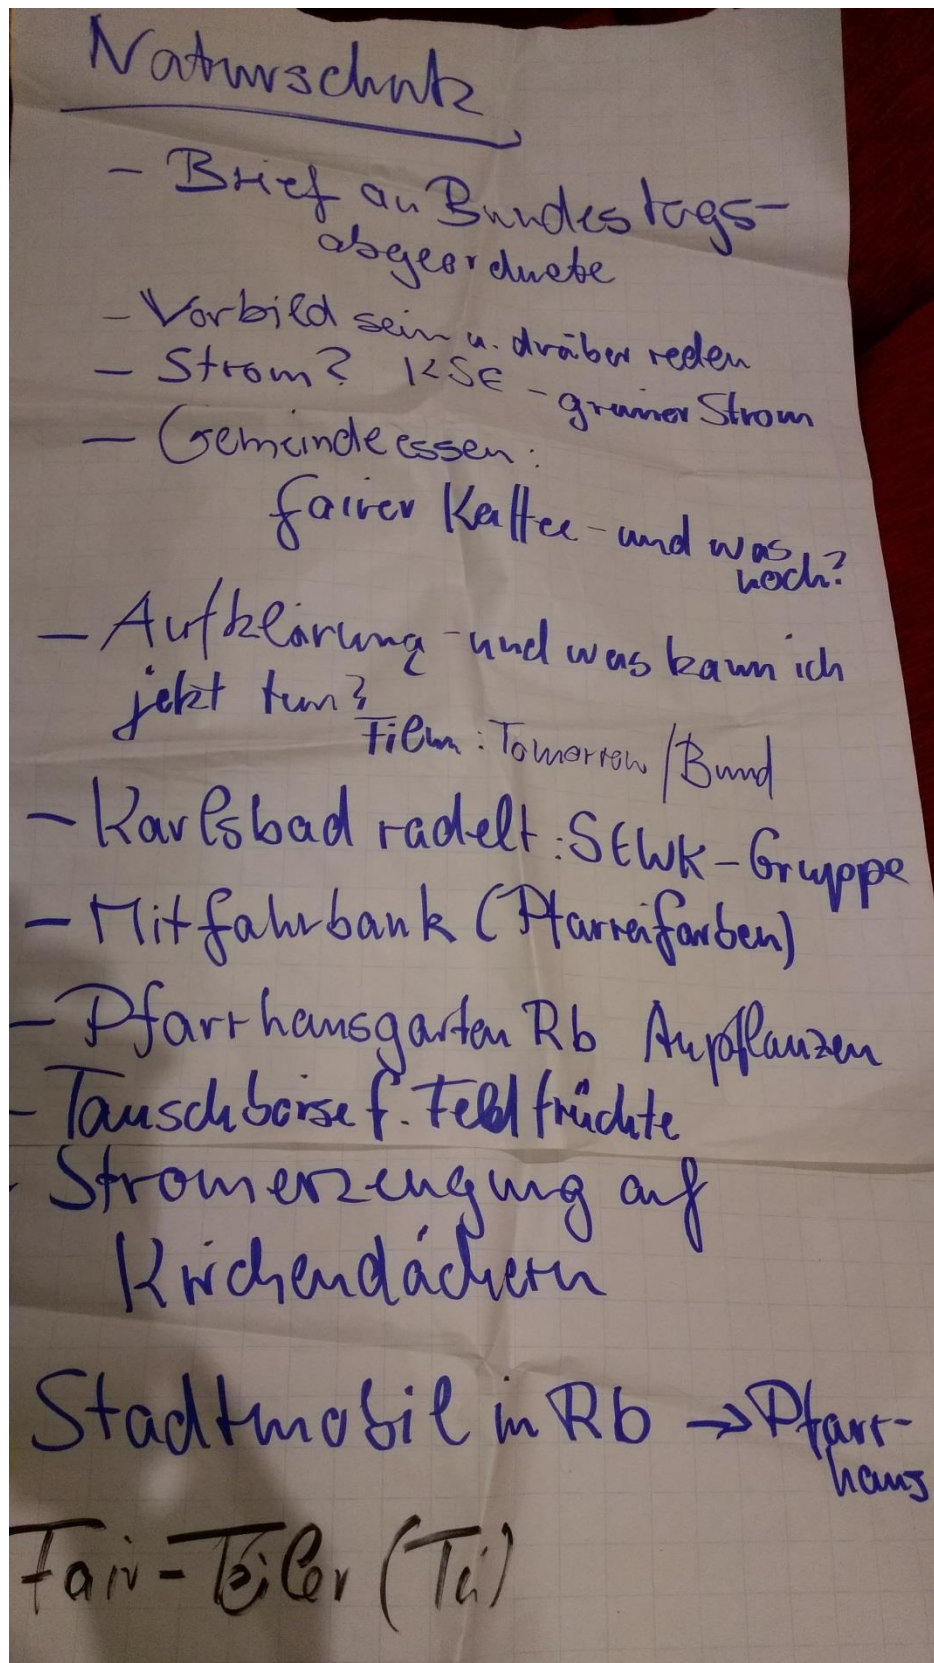 Naturschutz
- Brief an Bundestags-
abgeordnete
- Vorbild sein u. drüber reden
- Strom? KSE - grüner Strom
- Gemeindeessen:
fairer Kaffee - und was
noch?
- Aufklärung - und was kann ich
jetzt tun?
Film: Tomorrow / Bund
- Karlsbad radelt: SEWK-Gruppe
- Mitfahrbank (Pfarreifarben)
- Pfarrhausgarten Rb Anpflanzen
- Tauschbörse f. Feldfrüchte
- Stromerzeugung auf
Kirchendächern
Stadtmobil in Rb → Pfarr-
haus
Fair-Teiler